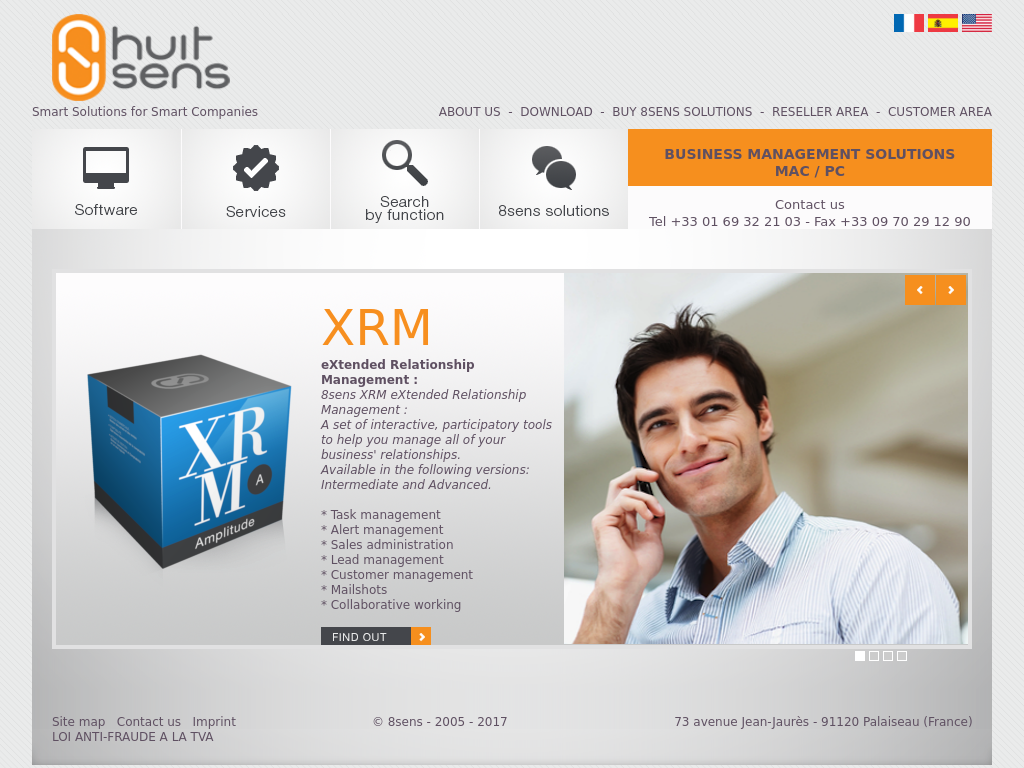 huit
sens
Smart Solutions for Smart Companies
ABOUT US - DOWNLOAD - BUY 8SENS SOLUTIONS - RESELLER AREA - CUSTOMER AREA
Software
Services
Search
by function
8sens solutions
BUSINESS MANAGEMENT SOLUTIONS
MAC / PC
Contact us
Tel +33 01 69 32 21 03 - Fax +33 09 70 29 12 90
XR
M
A
Amplitude
XRM
eXtended Relationship
Management :
8sens XRM eXtended Relationship
Management :
A set of interactive, participatory tools
to help you manage all of your
business' relationships.
Available in the following versions:
Intermediate and Advanced.
* Task management
* Alert management
* Sales administration
* Lead management
* Customer management
* Mailshots
* Collaborative working
FIND OUT
Site map Contact us Imprint
LOI ANTI-FRAUDE A LA TVA
© 8sens - 2005 - 2017
73 avenue Jean-Jaurès - 91120 Palaiseau (France)